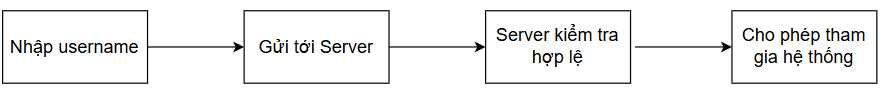 Nhập username
Gửi tới Server
Server kiểm tra
hợp lệ
Cho phép tham
gia hệ thống